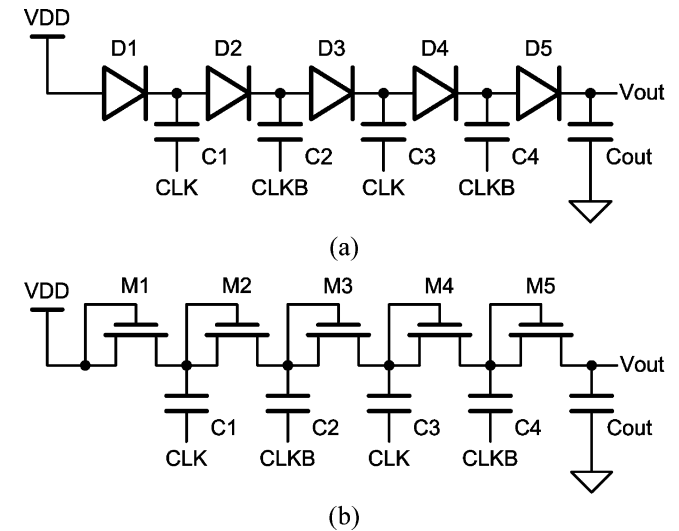 VDD
D1 D2 D3 D4 D5
Vout
C1 C2 C3 C4 Cout
CLK CLKB CLK CLKB
(a)
VDD M1 M2 M3 M4 M5
Vout
C1 C2 C3 C4 Cout
CLK CLKB CLK CLKB
(b)